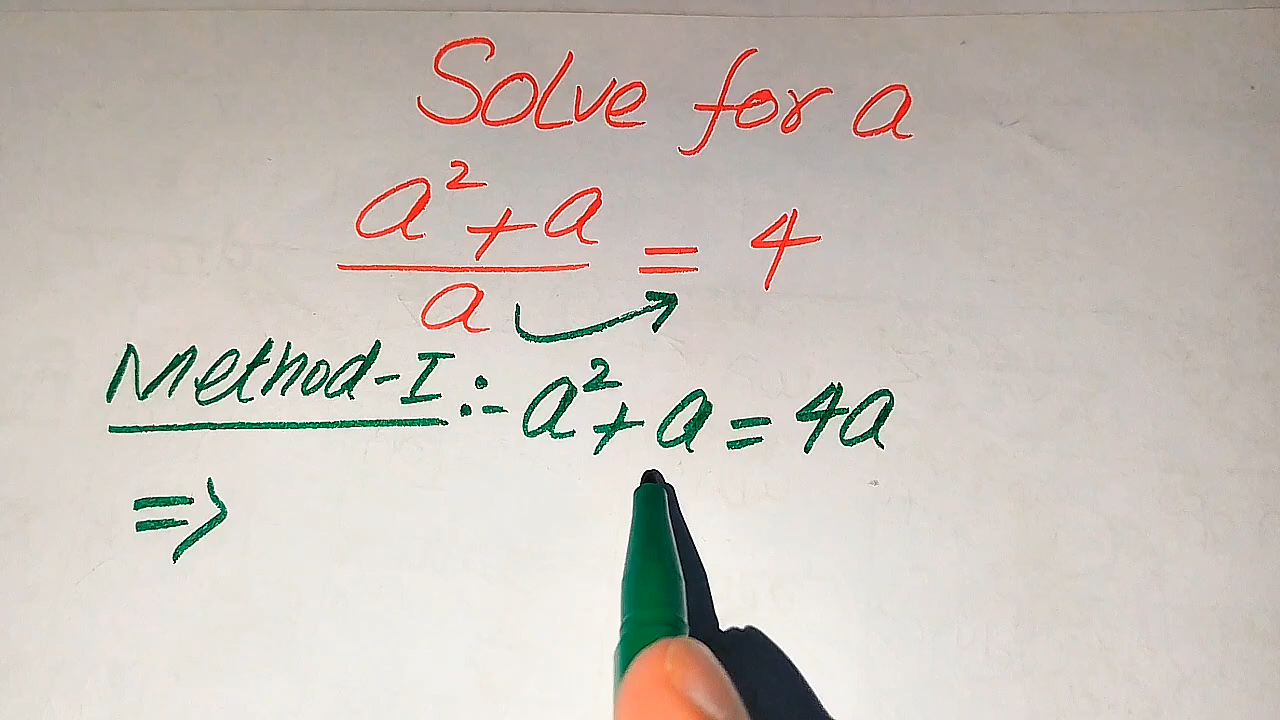 Solve for a
a² + a / a = 4
Method-I :- a² + a = 4a
=>